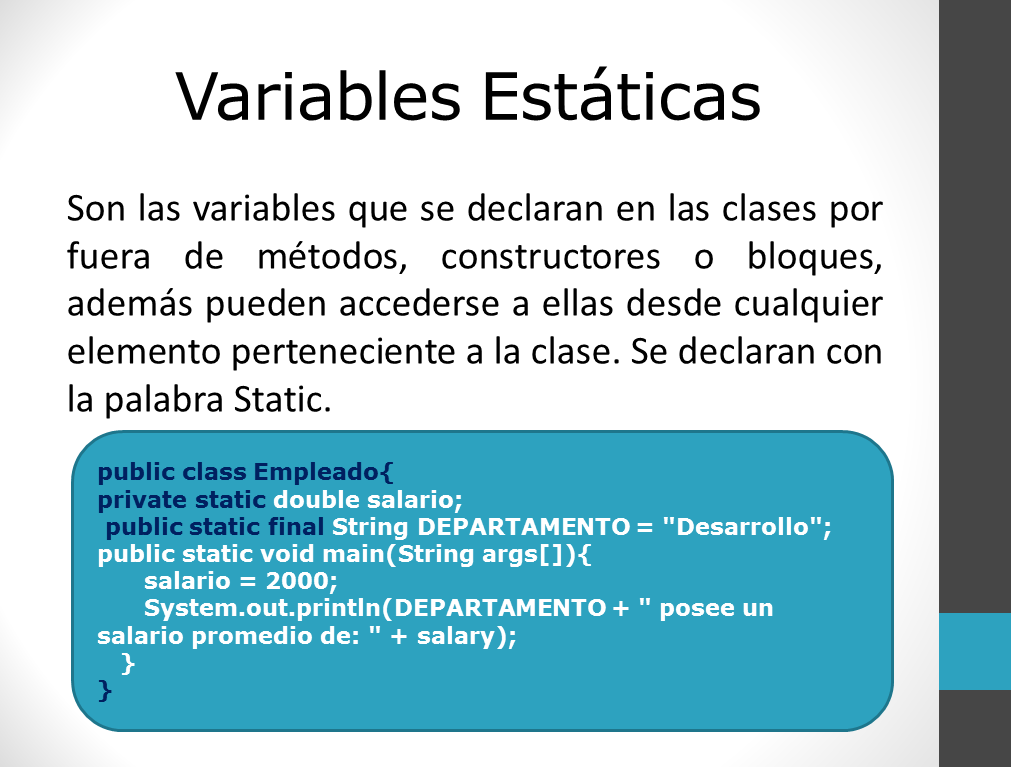 Variables Estáticas
Son las variables que se declaran en las clases por
fuera de métodos, constructores o bloques,
además pueden accederse a ellas desde cualquier
elemento perteneciente a la clase. Se declaran con
la palabra Static.
public class Empleado{
private static double salario;
public static final String DEPARTAMENTO = "Desarrollo";
public static void main(String args[]){
salario = 2000;
System.out.println(DEPARTAMENTO + " posee un
salario promedio de: " + salary);
}
}